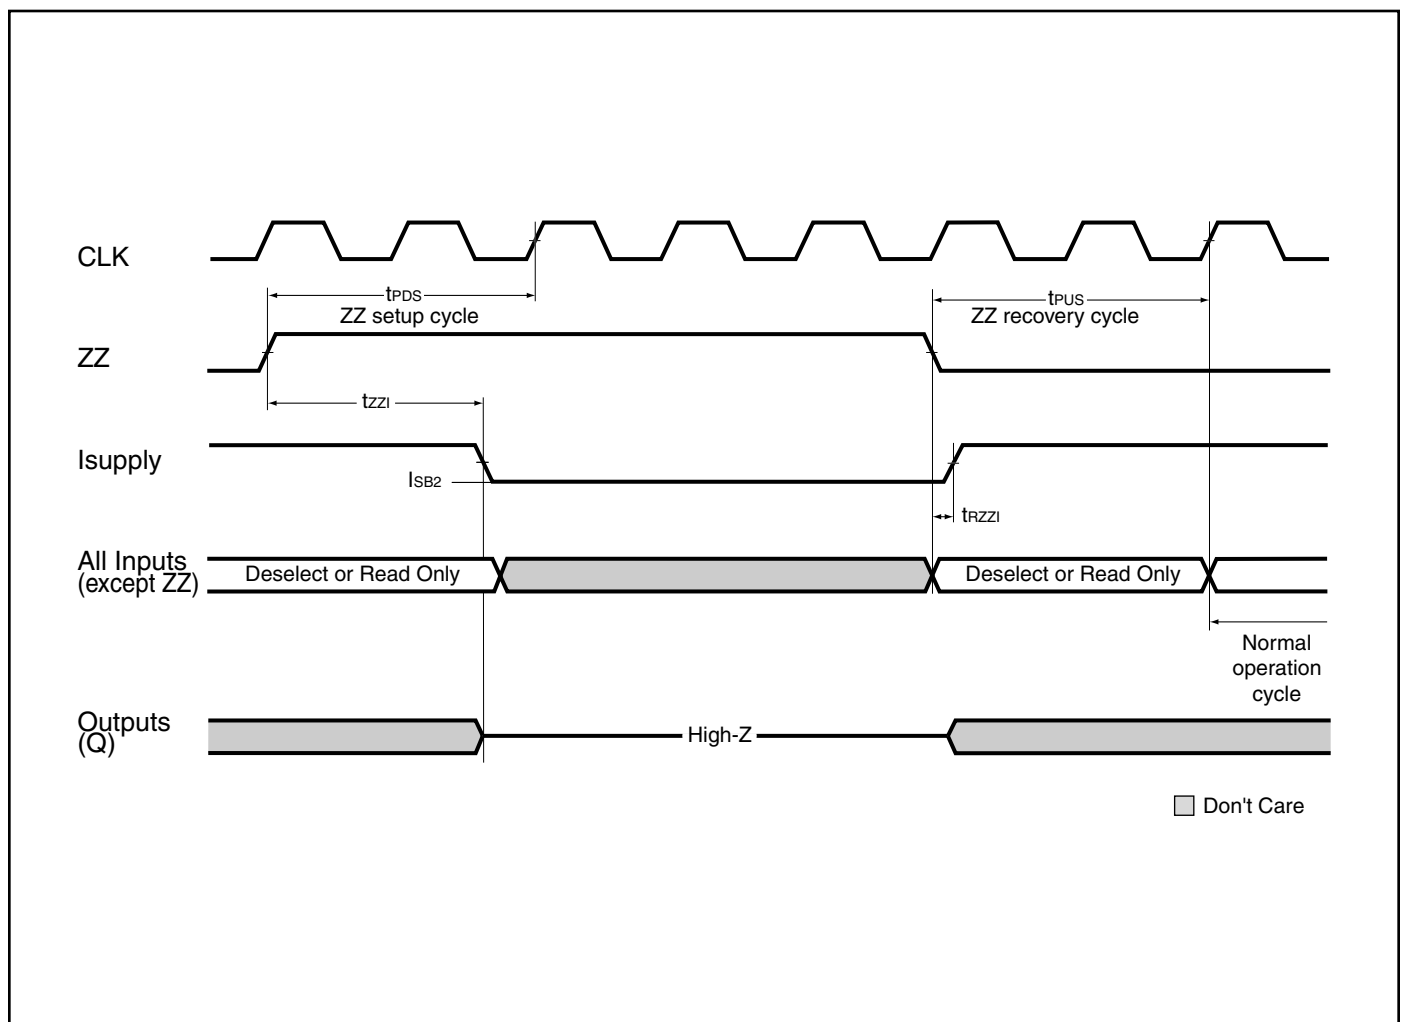 CLK
tPDS
ZZ setup cycle
tPUS
ZZ recovery cycle
ZZ
tZZI
Isupply
ISB2
tRZZI
All Inputs
(except ZZ)
Deselect or Read Only
Deselect or Read Only
Normal
operation
cycle
Outputs
(Q)
High-Z
Don't Care